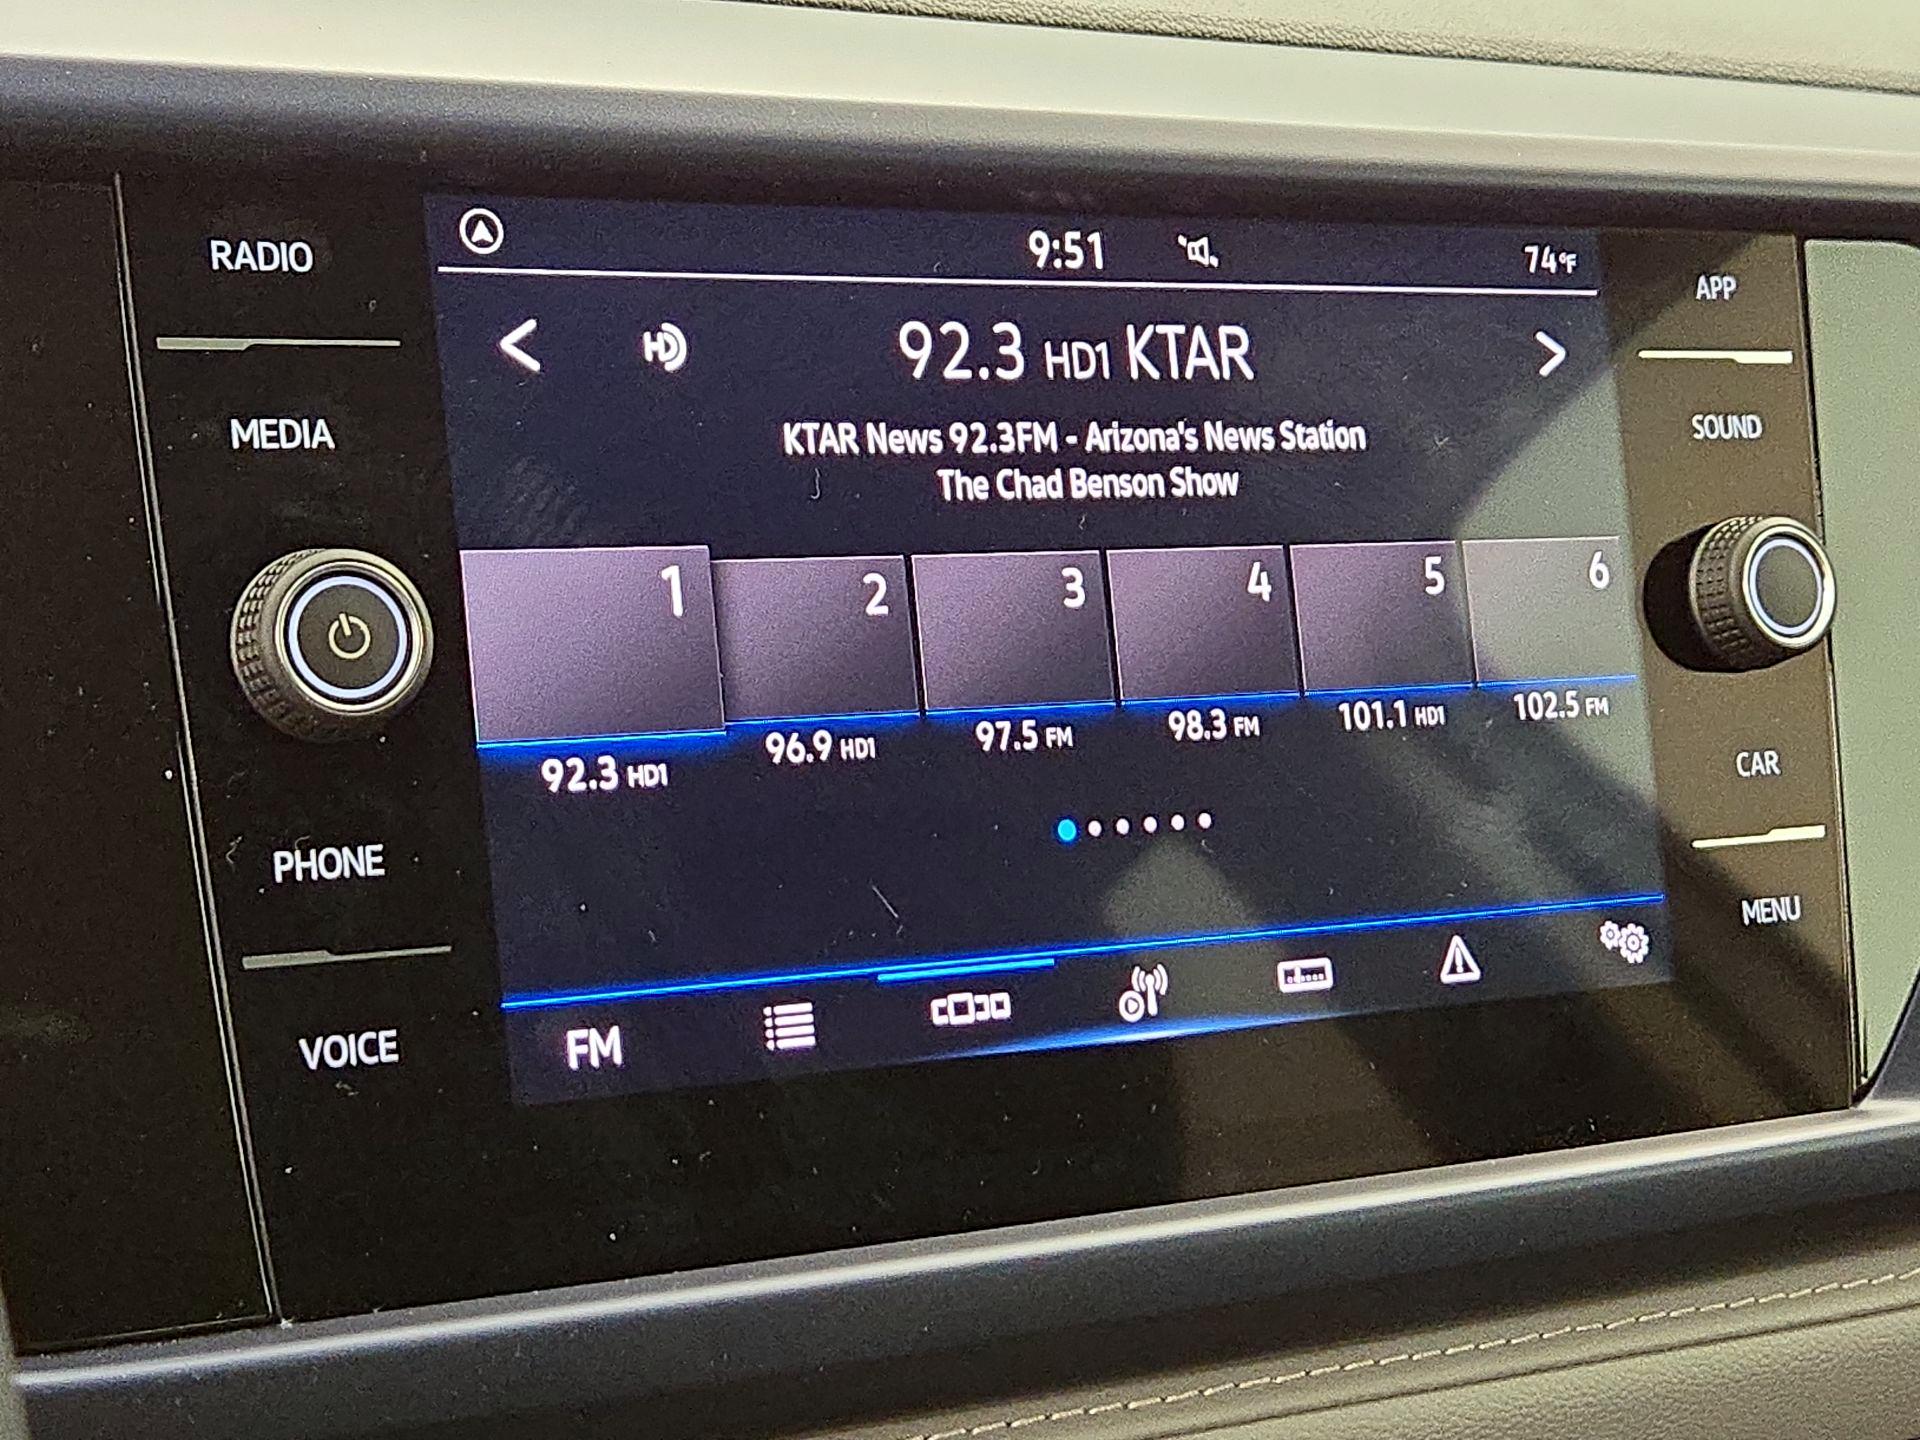 RADIO
MEDIA
PHONE
VOICE
9:51
74°F
92.3 HD1 KTAR
KTAR News 92.3FM - Arizona's News Station
The Chad Benson Show
1
2
3
4
5
6
92.3 HD1
96.9 HD1
97.5 FM
98.3 FM
101.1 HD1
102.5 FM
FM
APP
SOUND
CAR
MENU